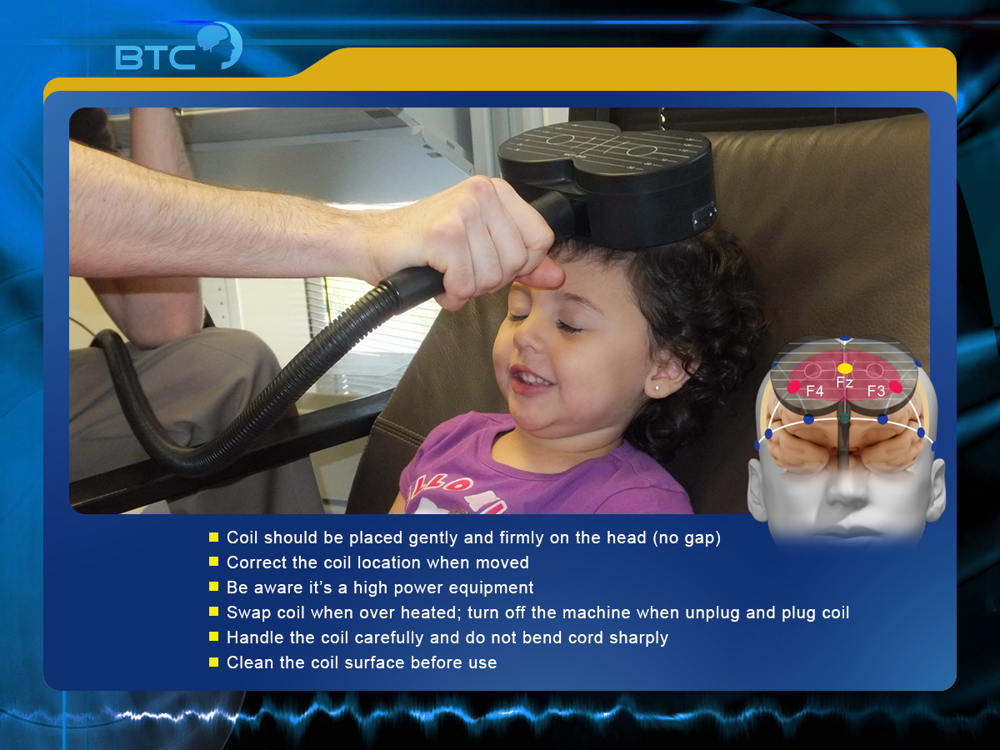 BTC
F4 Fz F3
Coil should be placed gently and firmly on the head (no gap)
Correct the coil location when moved
Be aware it’s a high power equipment
Swap coil when over heated; turn off the machine when unplug and plug coil
Handle the coil carefully and do not bend cord sharply
Clean the coil surface before use